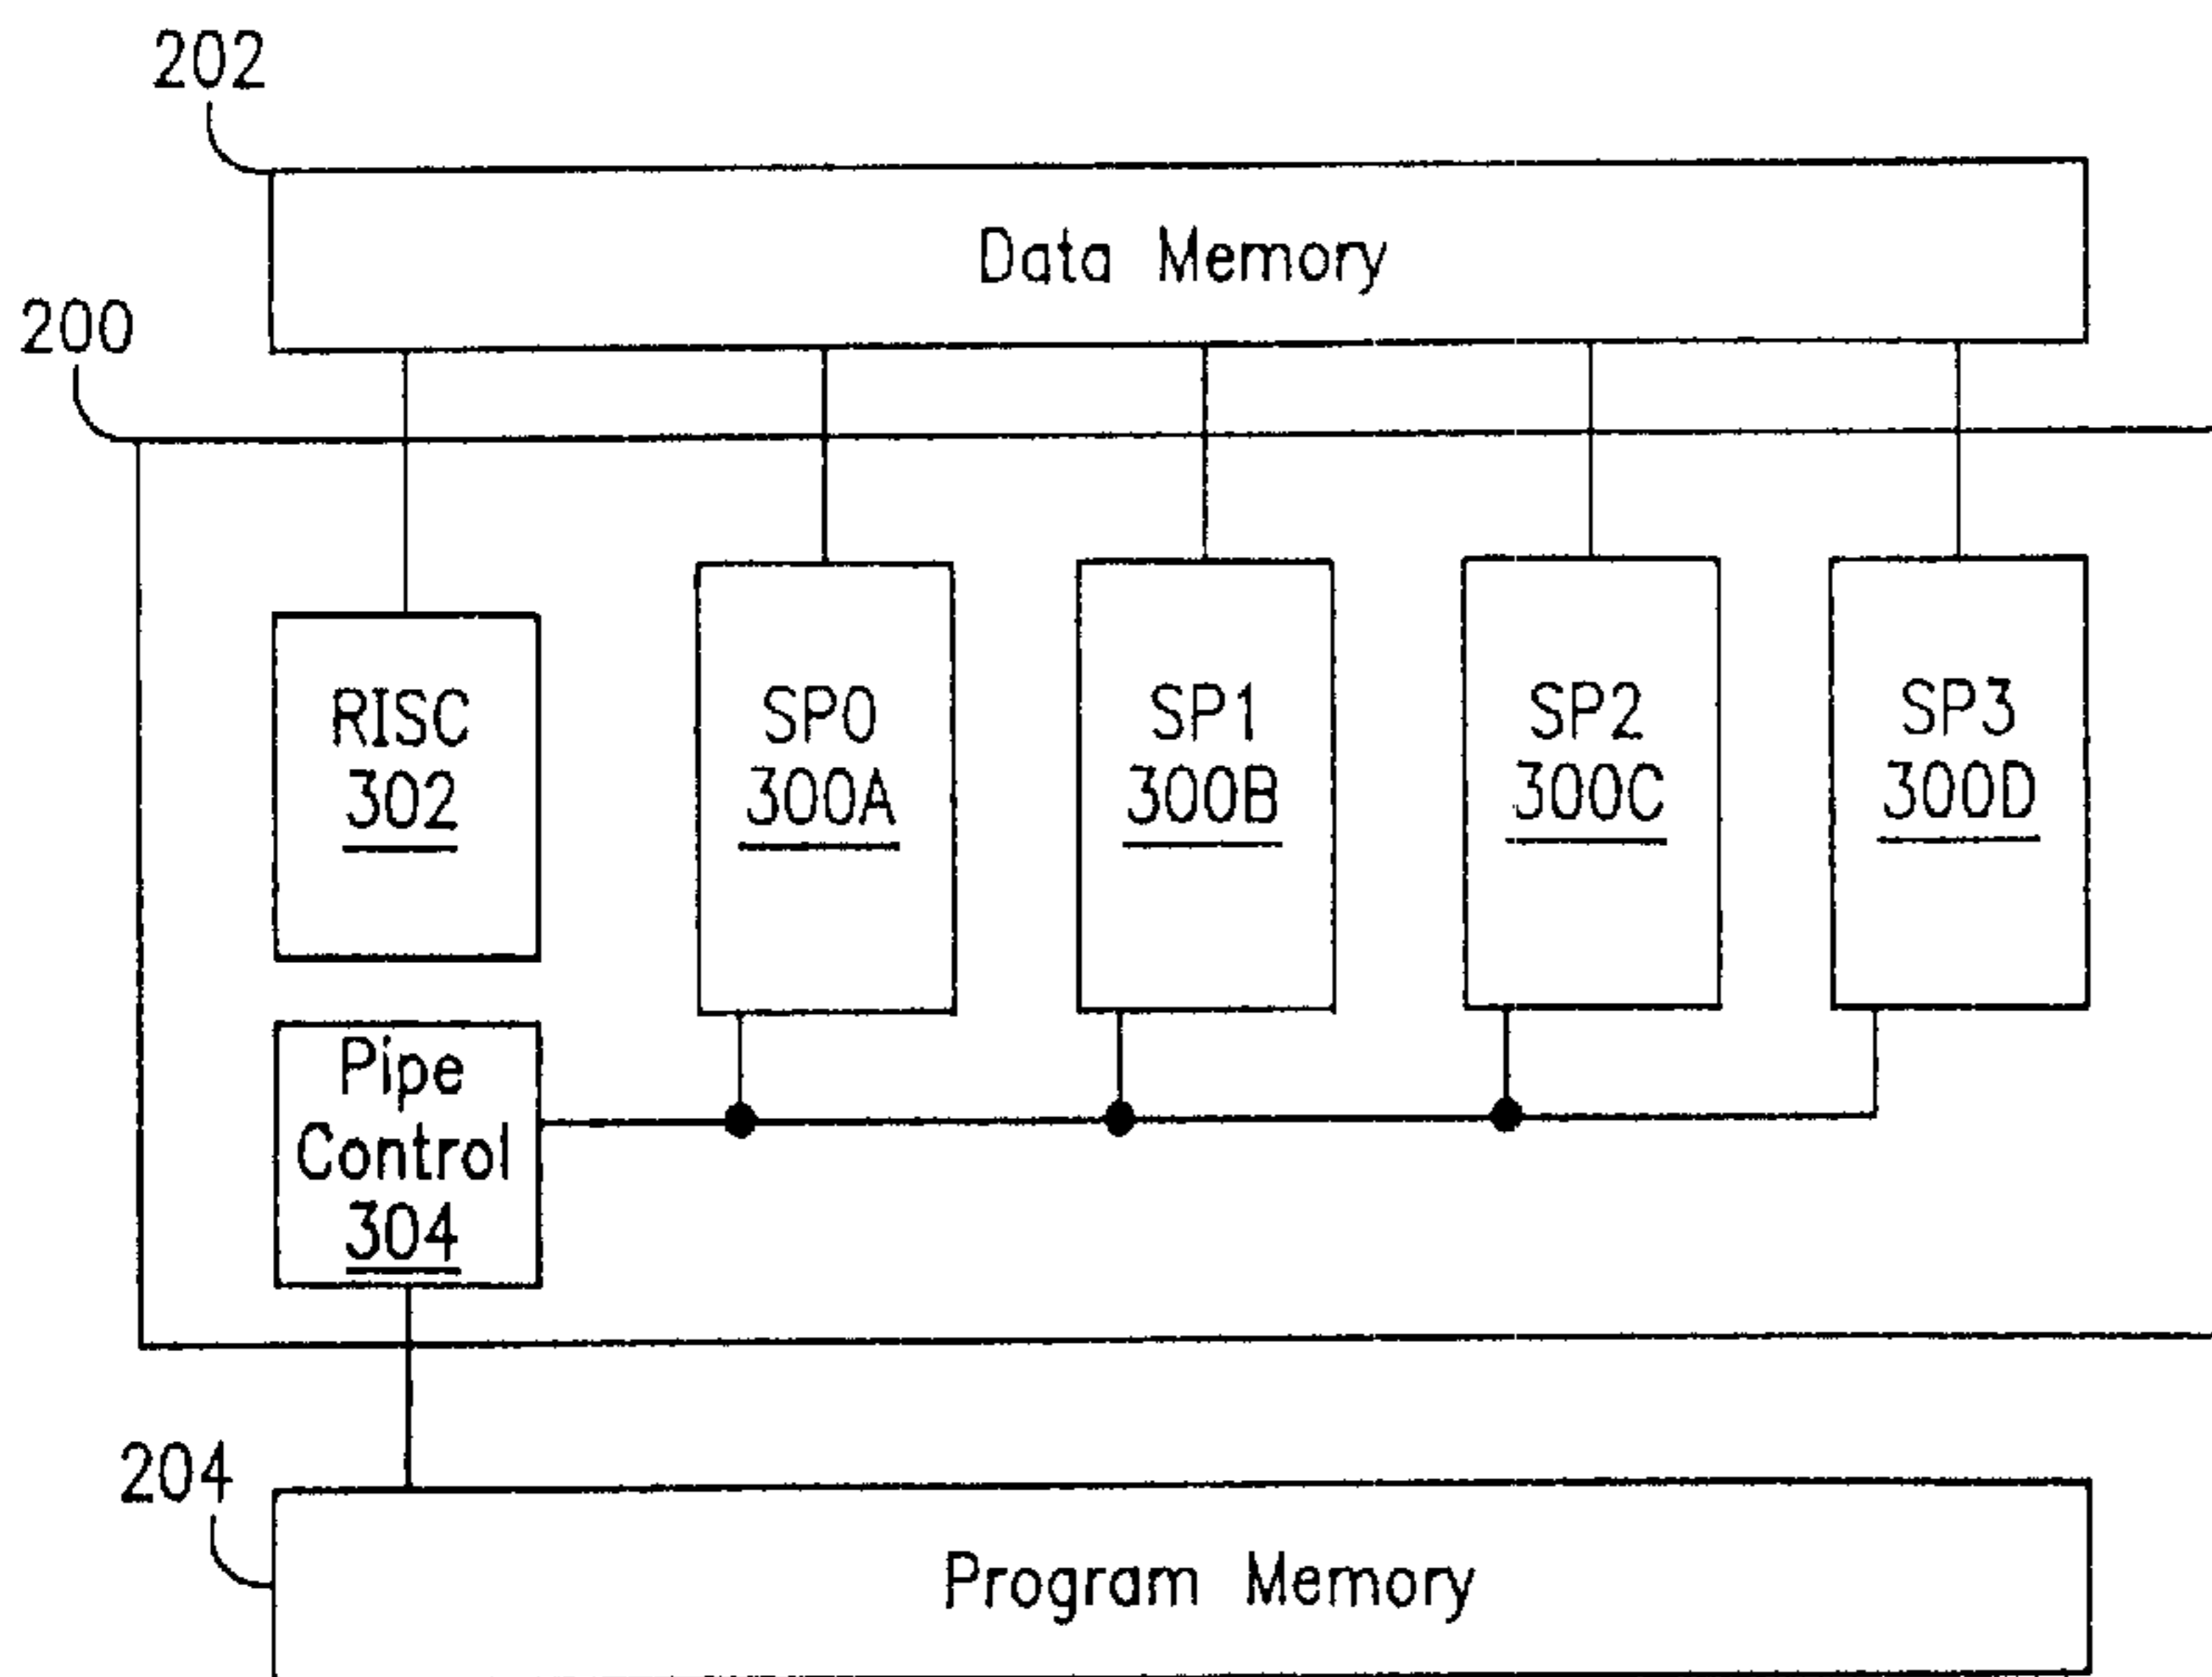 202
Data Memory
200
RISC
302
SP0
300A
SP1
300B
SP2
300C
SP3
300D
Pipe
Control
304
204
Program Memory